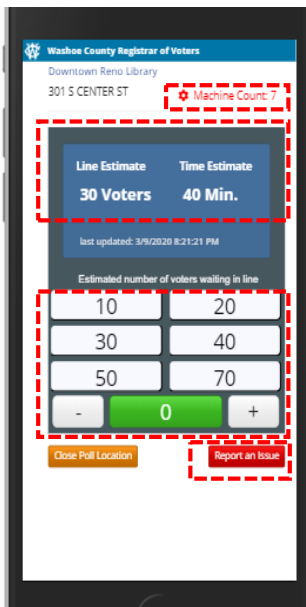 Washoe County Registrar of Voters
Downtown Reno Library
301 S CENTER ST
Machine Count: 7
Line Estimate Time Estimate
30 Voters 40 Min.
last updated: 3/9/2020 8:21:21 PM
Estimated number of voters waiting in line
10 20
30 40
50 70
- 0 +
Close Poll Location Report an Issue